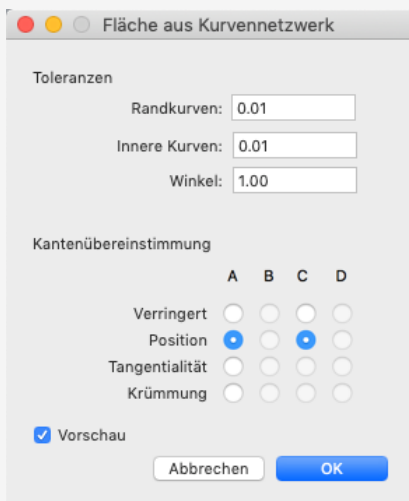 Fläche aus Kurvennetzwerk
Toleranzen
Randkurven: 0.01
Innere Kurven: 0.01
Winkel: 1.00
Kantenübereinstimmung
A B C D
Verringert
Position
Tangentialität
Krümmung
Vorschau
Abbrechen OK